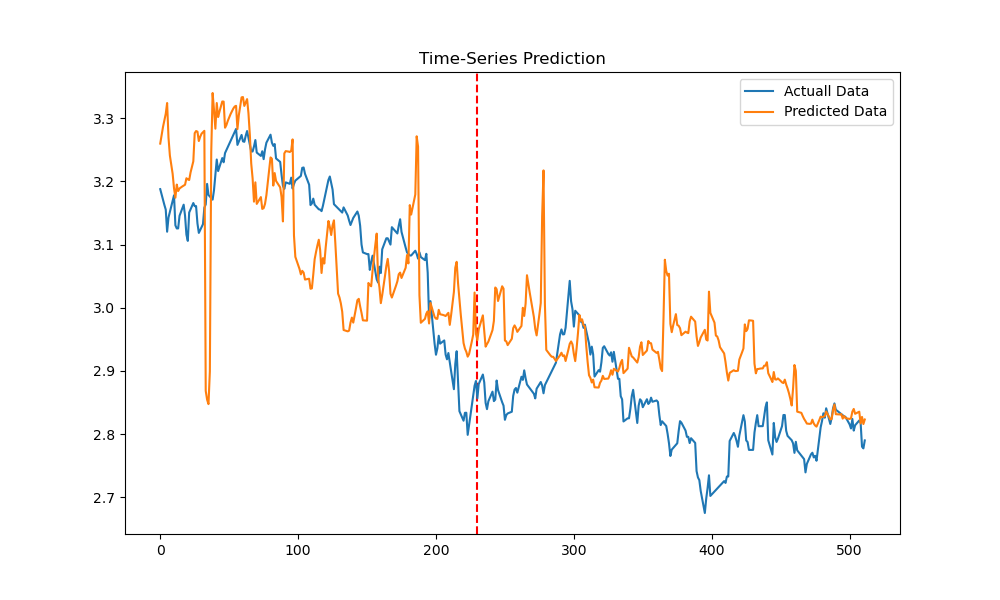 Time-Series Prediction
Actuall Data
Predicted Data
3.3
3.2
3.1
3.0
2.9
2.8
2.7
0 100 200 300 400 500